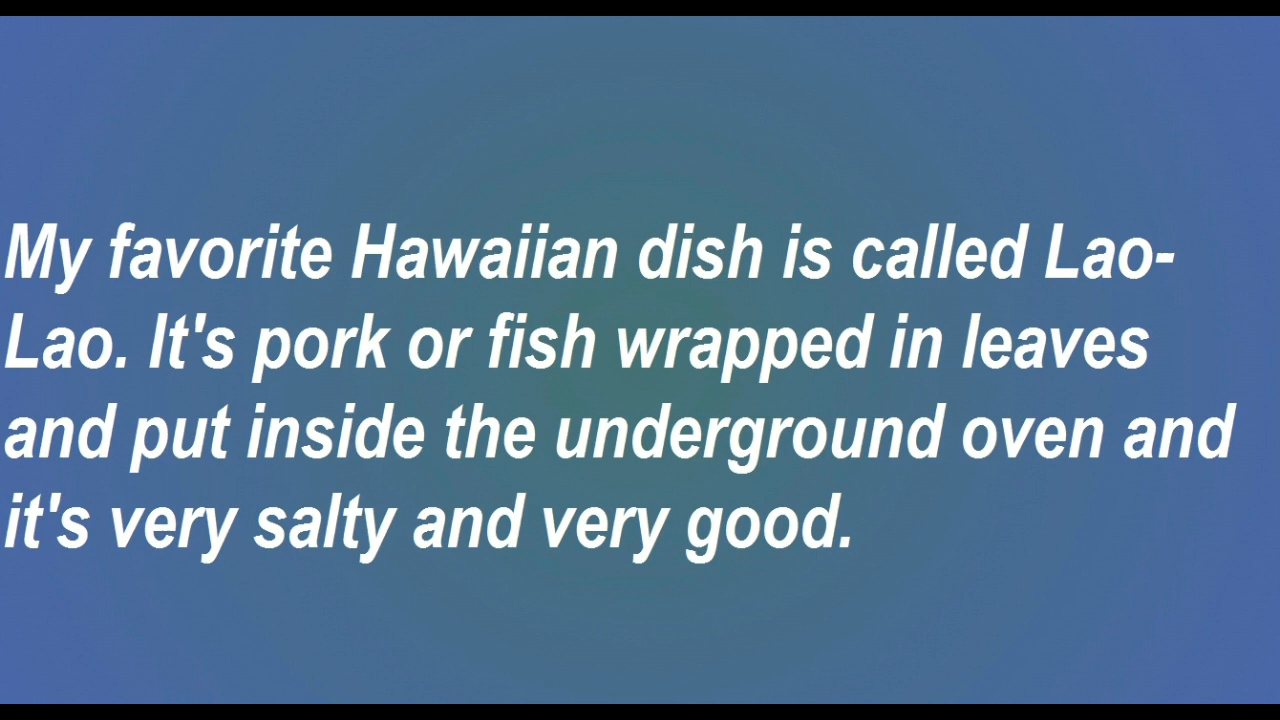 My favorite Hawaiian dish is called Lao-
Lao. It's pork or fish wrapped in leaves
and put inside the underground oven and
it's very salty and very good.